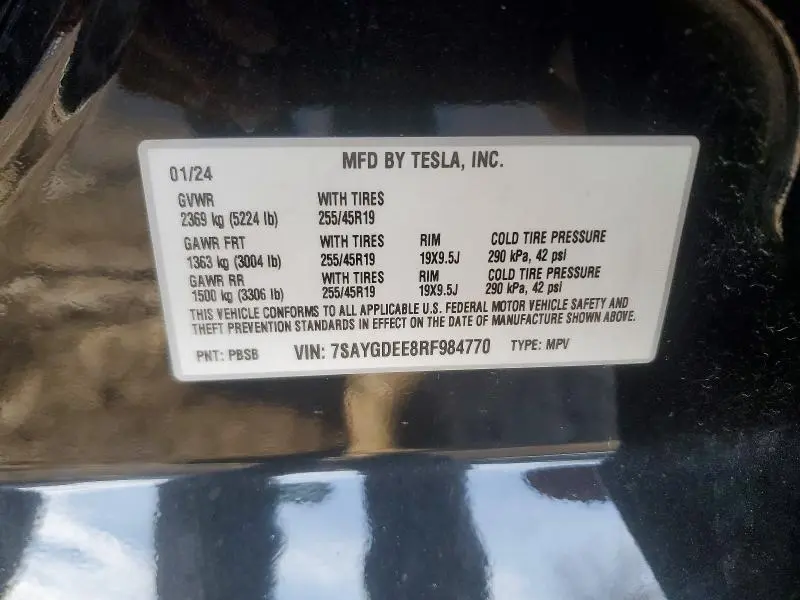 MFD BY TESLA, INC.
01/24
GVWR WITH TIRES
2369 kg (5224 lb) 255/45R19
GAWR FRT WITH TIRES RIM COLD TIRE PRESSURE
1363 kg (3004 lb) 255/45R19 19X9.5J 290 kPa, 42 psi
GAWR RR WITH TIRES RIM COLD TIRE PRESSURE
1500 kg (3306 lb) 255/45R19 19X9.5J 290 kPa, 42 psi
THIS VEHICLE CONFORMS TO ALL APPLICABLE U.S. FEDERAL MOTOR VEHICLE SAFETY AND
THEFT PREVENTION STANDARDS IN EFFECT ON THE DATE OF MANUFACTURE SHOWN ABOVE.
PNT: PBSB VIN: 7SAYGDEE8RF984770 TYPE: MPV